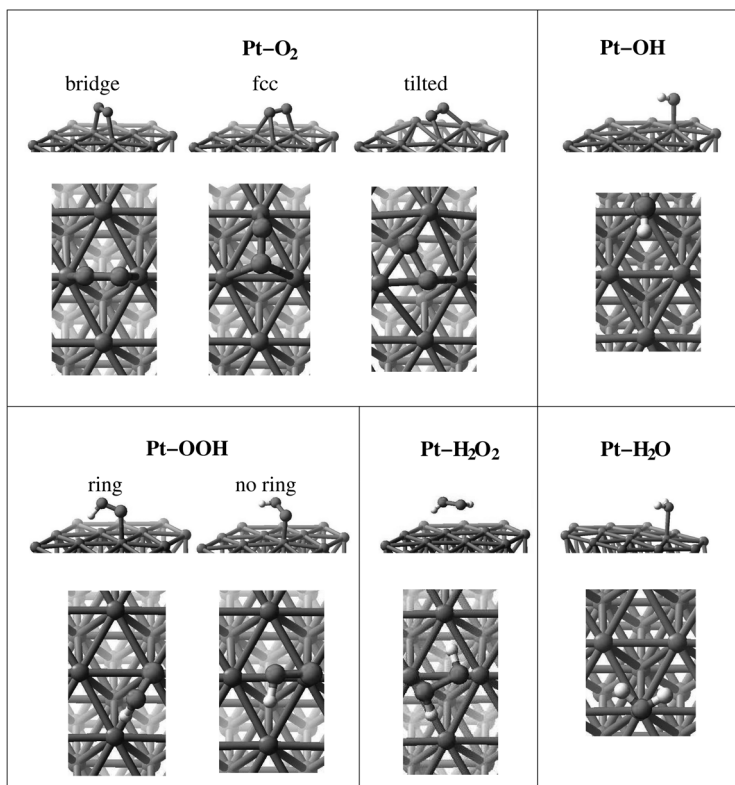 Pt−O₂
Pt−OH
bridge
fcc
tilted
Pt−OOH
Pt−H₂O₂
Pt−H₂O
ring
no ring